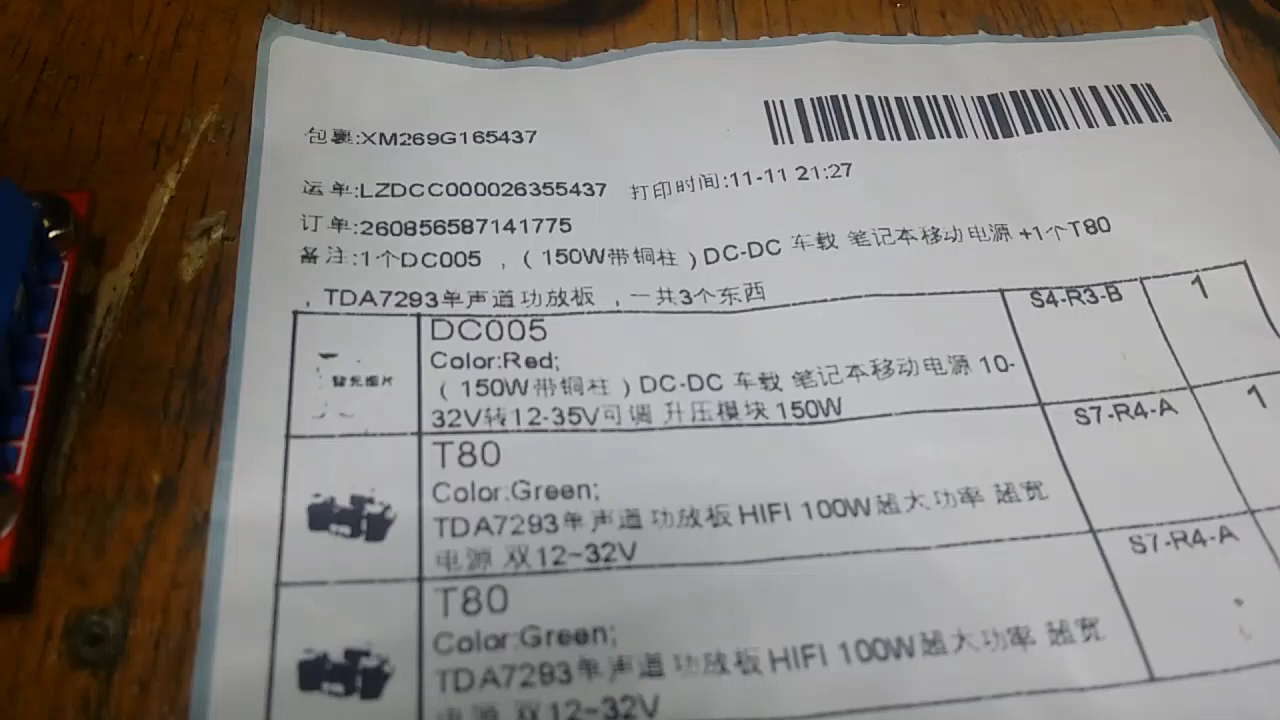 包裹:XM269G165437
运单:LZDCC000026355437 打印时间:11-11 21:27
订单:260856587141775
备注:1个DC005 ,(150W带铜柱)DC-DC 车载 笔记本移动电源 +1个T80
,TDA7293单声道功放板 ,一共3个东西
DC005 S4-R3-B 1
Color:Red;
暂无图片
(150W带铜柱)DC-DC 车载 笔记本移动电源 10-
32V转12-35V可调 升压模块 150W
T80 S7-R4-A 1
Color:Green;
TDA7293单声道功放板HIFI 100W超大功率 超宽
电源 双12~32V
T80 S7-R4-A
Color:Green;
TDA7293单声道功放板HIFI 100W超大功率 超宽
电源 双12~32V